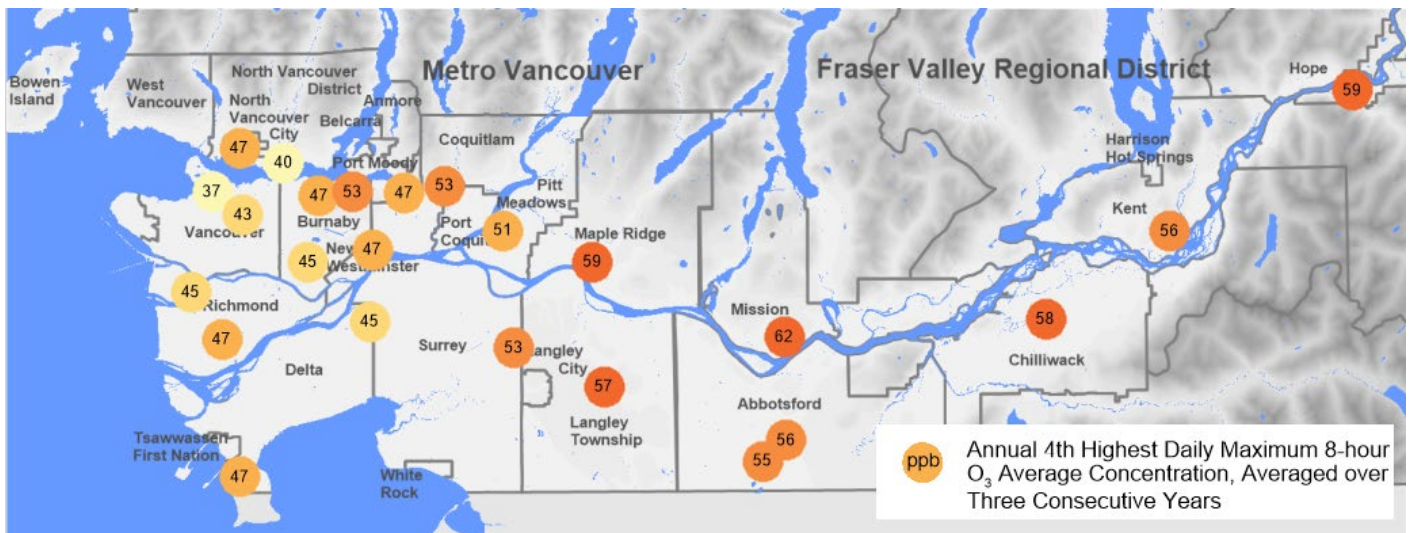 Metro Vancouver
Fraser Valley Regional District
Bowen
Island
West
Vancouver
North Vancouver
District
North
Vancouver
City
Anmore
Belcarra
Coquitlam
Port Moody
Hope
59
Harrison
Hot Springs
47
40
37
43
Vancouver
47
53
47
53
Burnaby
Pitt
Meadows
Port
Coquit
51
Kent
56
45
New
Westminster
47
Maple Ridge
59
45
Richmond
47
45
Surrey
53
Langley
City
57
Langley
Township
Mission
62
58
Chilliwack
Delta
Abbotsford
56
55
Tsawwassen
First Nation
47
White
Rock
ppb
Annual 4th Highest Daily Maximum 8-hour
O₃ Average Concentration, Averaged over
Three Consecutive Years